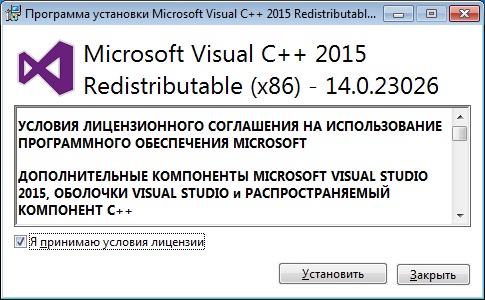 Программа установки Microsoft Visual C++ 2015 Redistributabl...
Microsoft Visual C++ 2015
Redistributable (x86) - 14.0.23026
УСЛОВИЯ ЛИЦЕНЗИОННОГО СОГЛАШЕНИЯ НА ИСПОЛЬЗОВАНИЕ
ПРОГРАММНОГО ОБЕСПЕЧЕНИЯ MICROSOFT
ДОПОЛНИТЕЛЬНЫЕ КОМПОНЕНТЫ MICROSOFT VISUAL STUDIO
2015, ОБОЛОЧКИ VISUAL STUDIO и РАСПРОСТРАНЯЕМЫЙ
КОМПОНЕНТ C++
Я принимаю условия лицензии
Установить
Закрыть